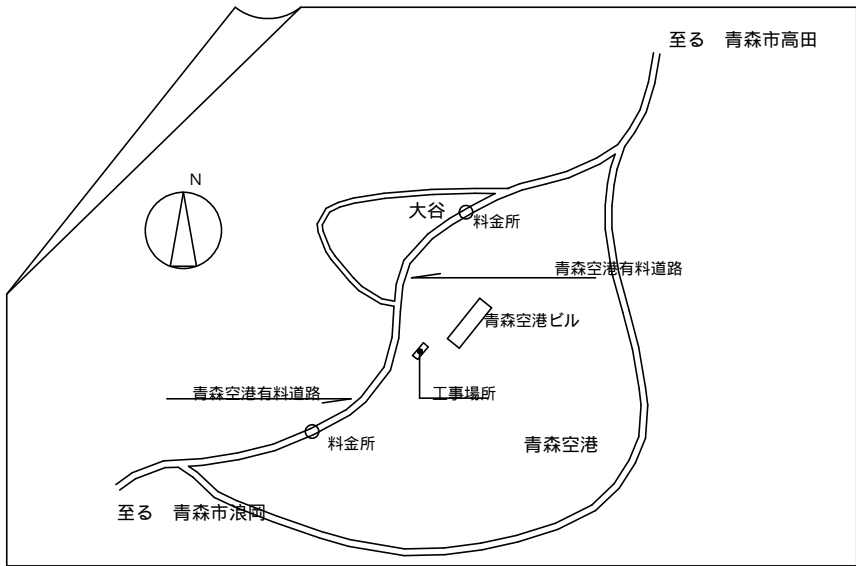 至る　青森市高田
N
大谷
料金所
青森空港有料道路
青森空港ビル
青森空港有料道路
工事場所
料金所
青森空港
至る　青森市浪岡